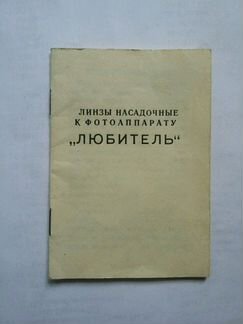 ЛИНЗЫ НАСАДОЧНЫЕ
К ФОТОАППАРАТУ
„ЛЮБИТЕЛЬ“